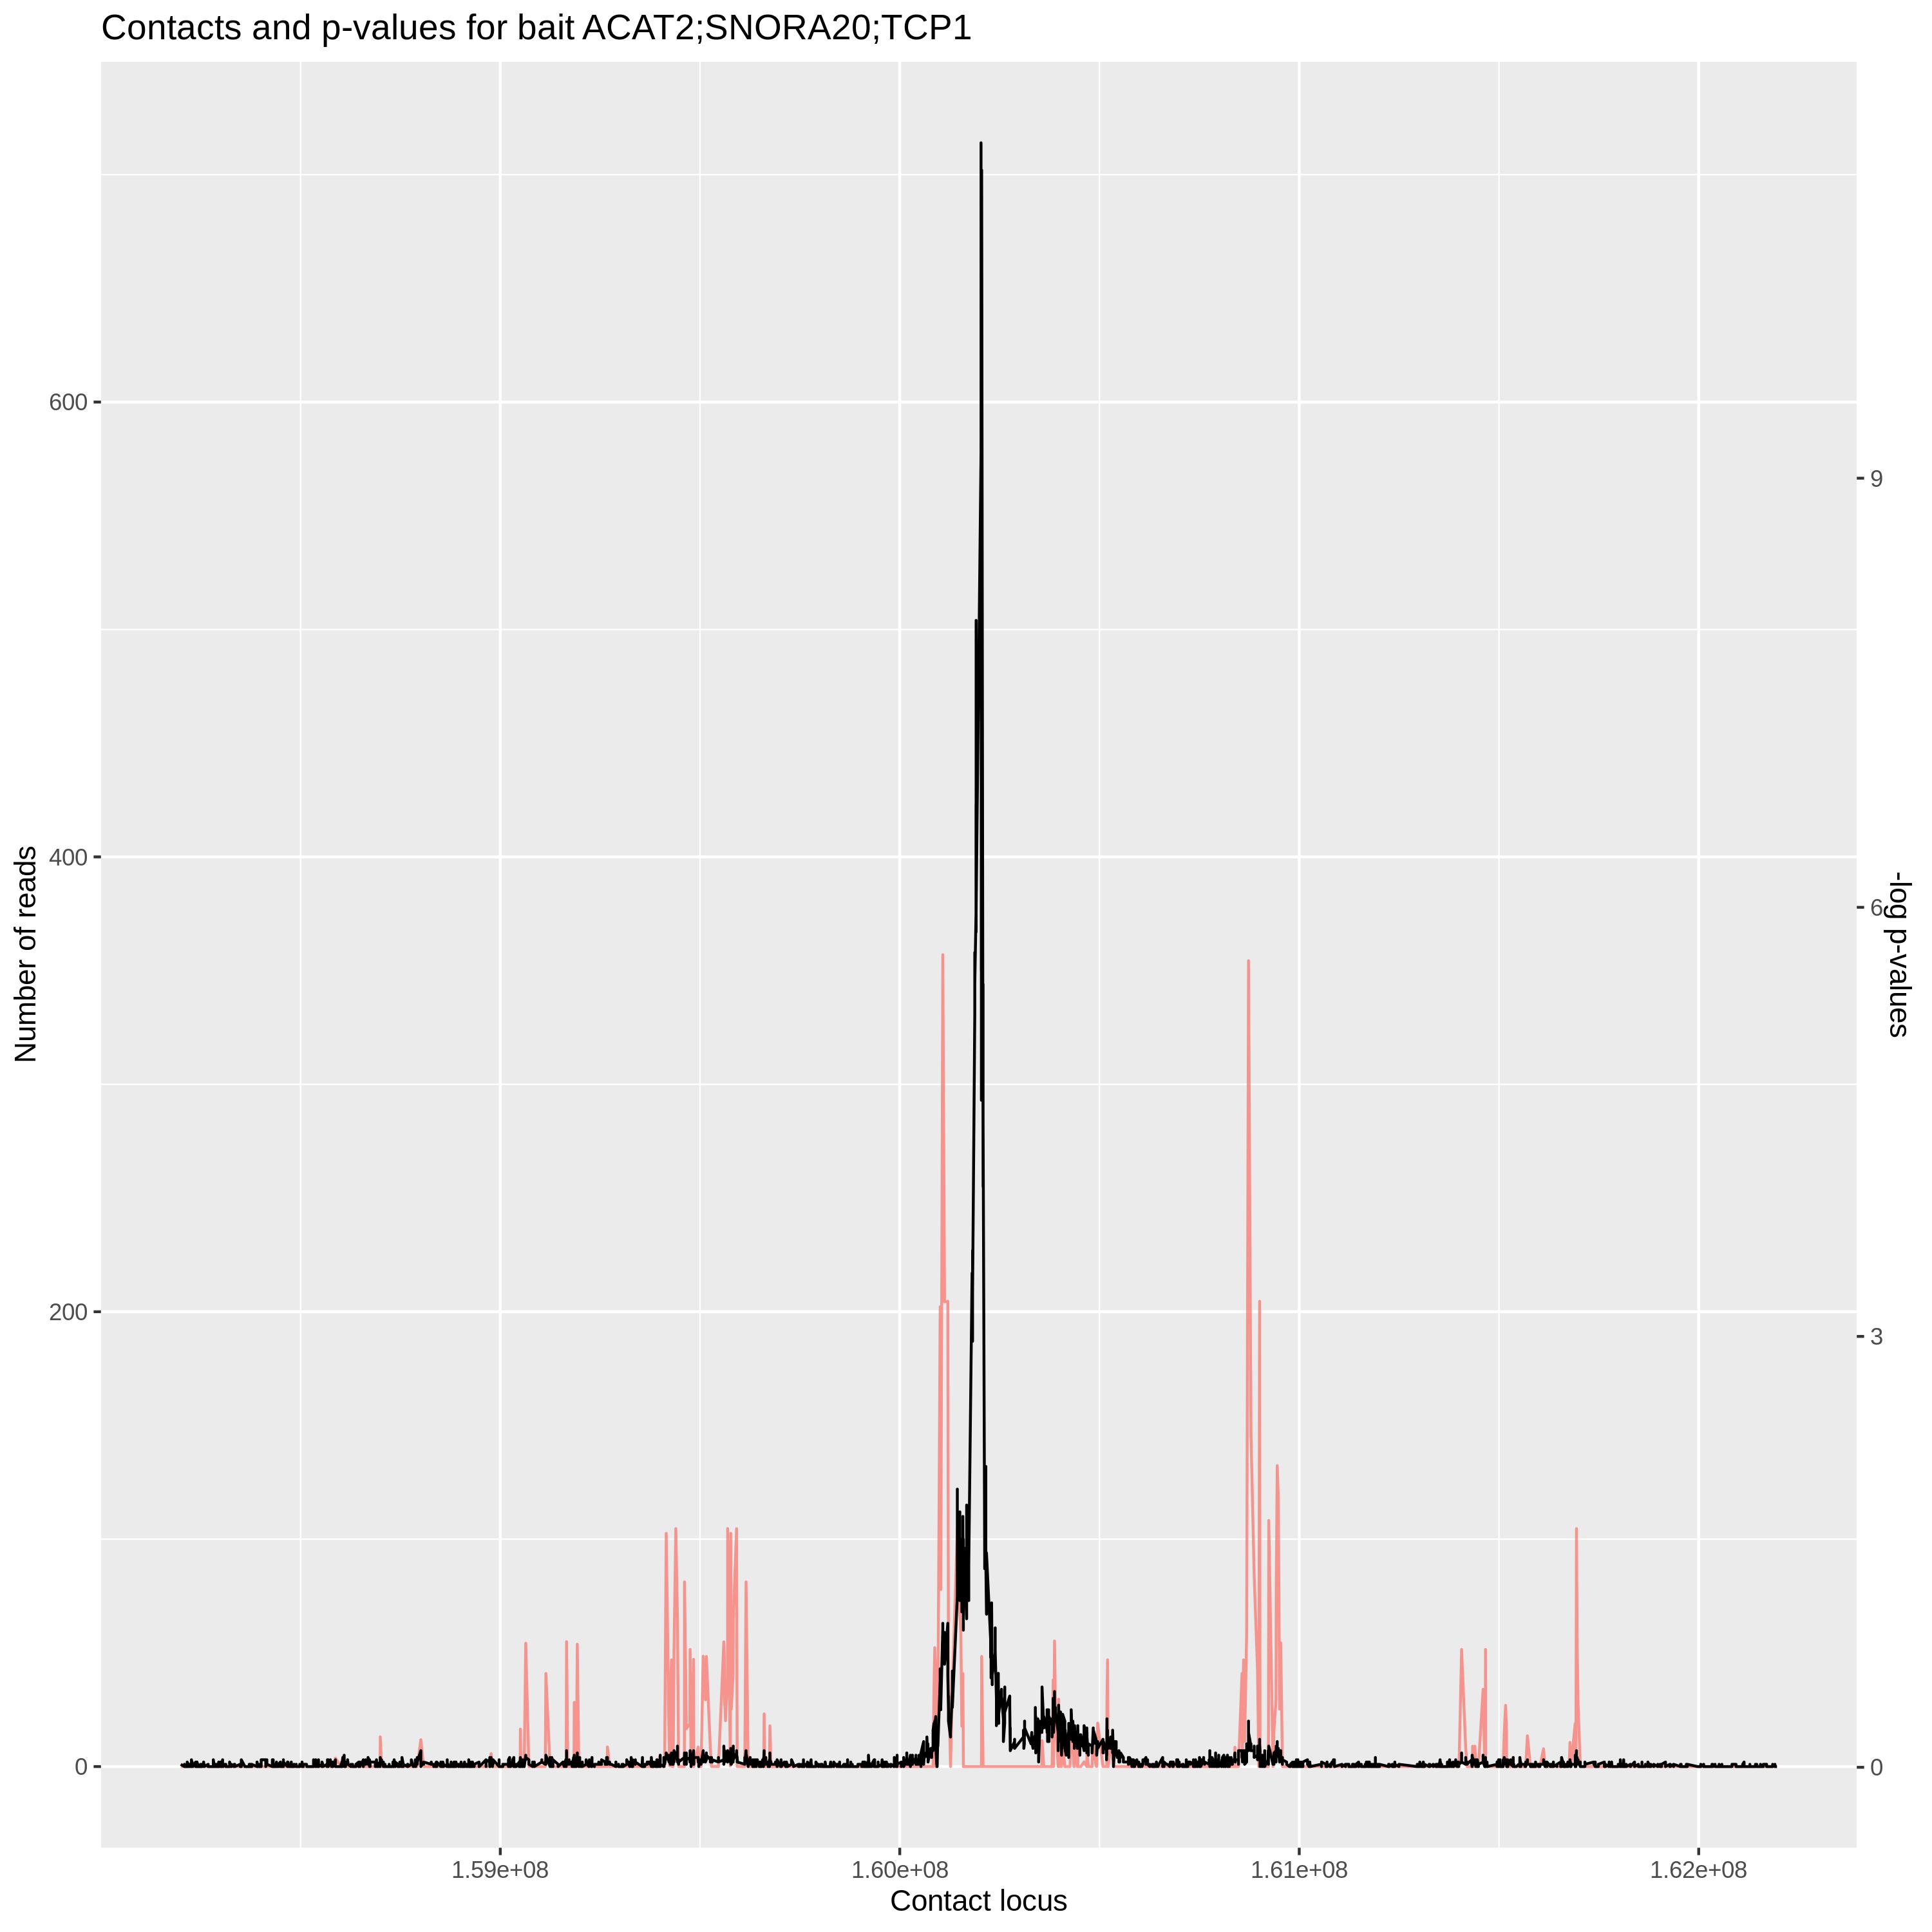 Contacts and p-values for bait ACAT2;SNORA20;TCP1
600
400
200
0
9
6
3
0
Number of reads
-log p-values
1.59e+08
1.60e+08
1.61e+08
1.62e+08
Contact locus